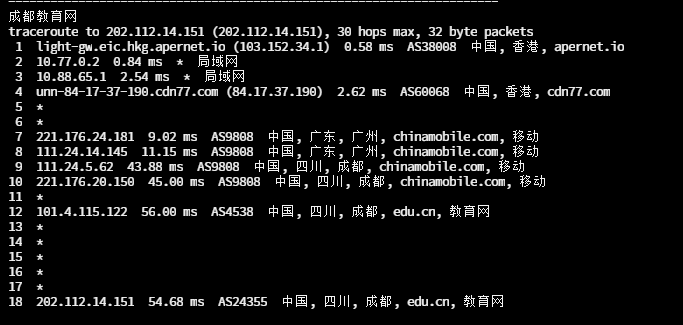 成都教育网
traceroute to 202.112.14.151 (202.112.14.151), 30 hops max, 32 byte packets
1 light-gw.eic.hkg.apernet.io (103.152.34.1) 0.58 ms AS38008 中国, 香港, apernet.io
2 10.77.0.2 0.84 ms * 局域网
3 10.88.65.1 2.54 ms * 局域网
4 unn-84-17-37-190.cdn77.com (84.17.37.190) 2.62 ms AS60068 中国, 香港, cdn77.com
5 *
6 *
7 221.176.24.181 9.02 ms AS9808 中国, 广东, 广州, chinamobile.com, 移动
8 111.24.14.145 11.15 ms AS9808 中国, 广东, 广州, chinamobile.com, 移动
9 111.24.5.62 43.88 ms AS9808 中国, 四川, 成都, chinamobile.com, 移动
10 221.176.20.150 45.00 ms AS9808 中国, 四川, 成都, chinamobile.com, 移动
11 *
12 101.4.115.122 56.00 ms AS4538 中国, 四川, 成都, edu.cn, 教育网
13 *
14 *
15 *
16 *
17 *
18 202.112.14.151 54.68 ms AS24355 中国, 四川, 成都, edu.cn, 教育网